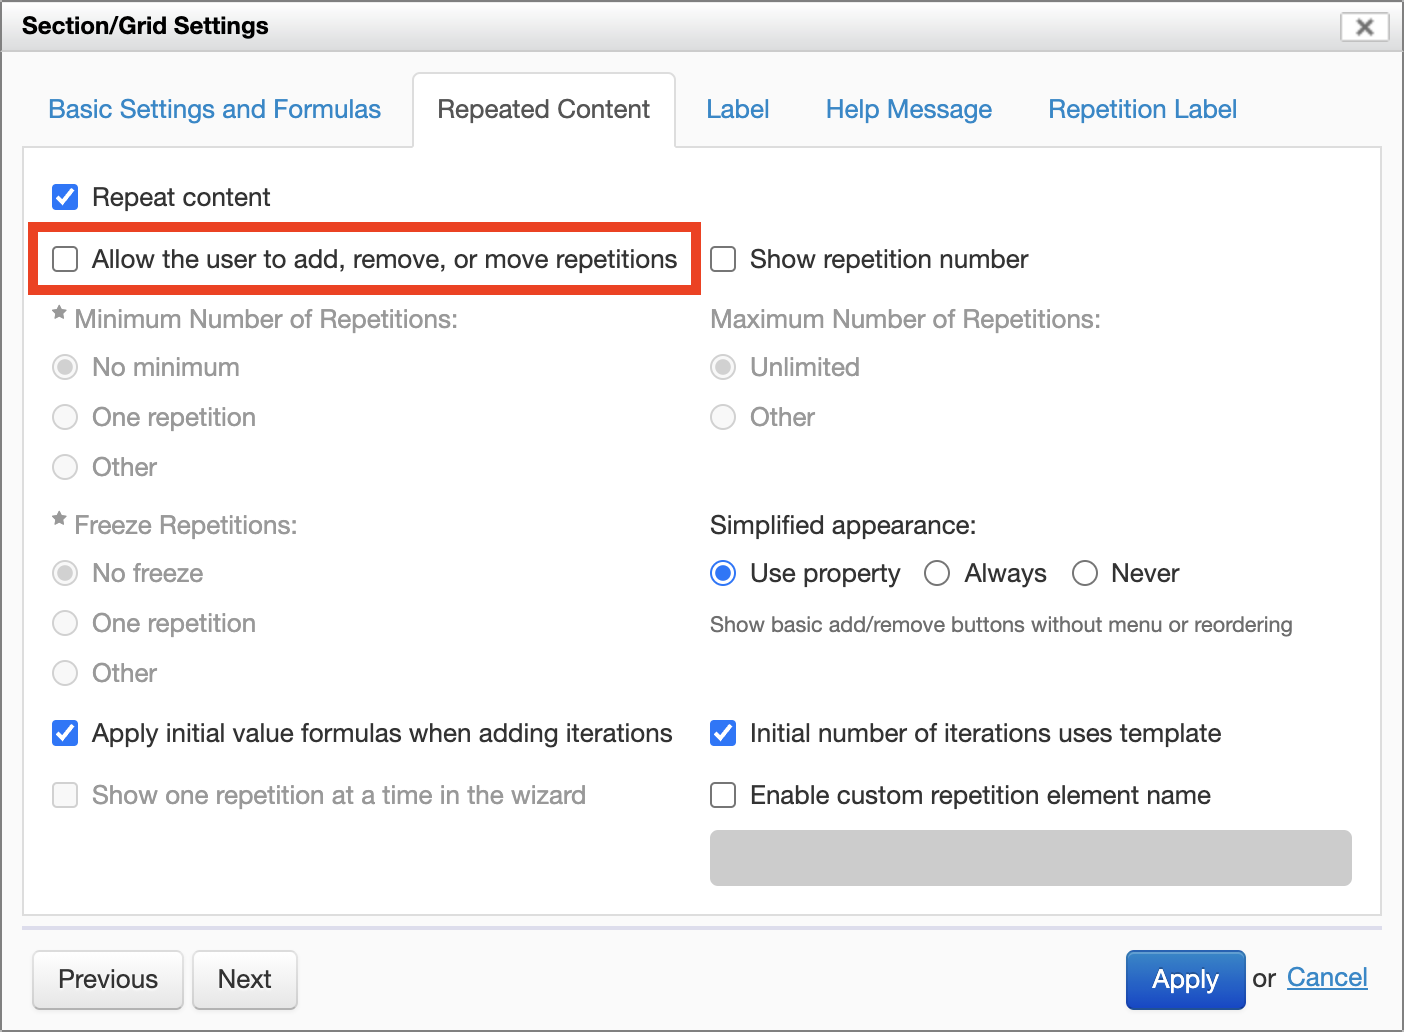 Section/Grid Settings
Basic Settings and Formulas Repeated Content Label Help Message Repetition Label
Repeat content
Allow the user to add, remove, or move repetitions Show repetition number
* Minimum Number of Repetitions: Maximum Number of Repetitions:
No minimum Unlimited
One repetition Other
Other
* Freeze Repetitions: Simplified appearance:
No freeze Use property Always Never
One repetition Show basic add/remove buttons without menu or reordering
Other
Apply initial value formulas when adding iterations Initial number of iterations uses template
Show one repetition at a time in the wizard Enable custom repetition element name
Previous Next Apply or Cancel